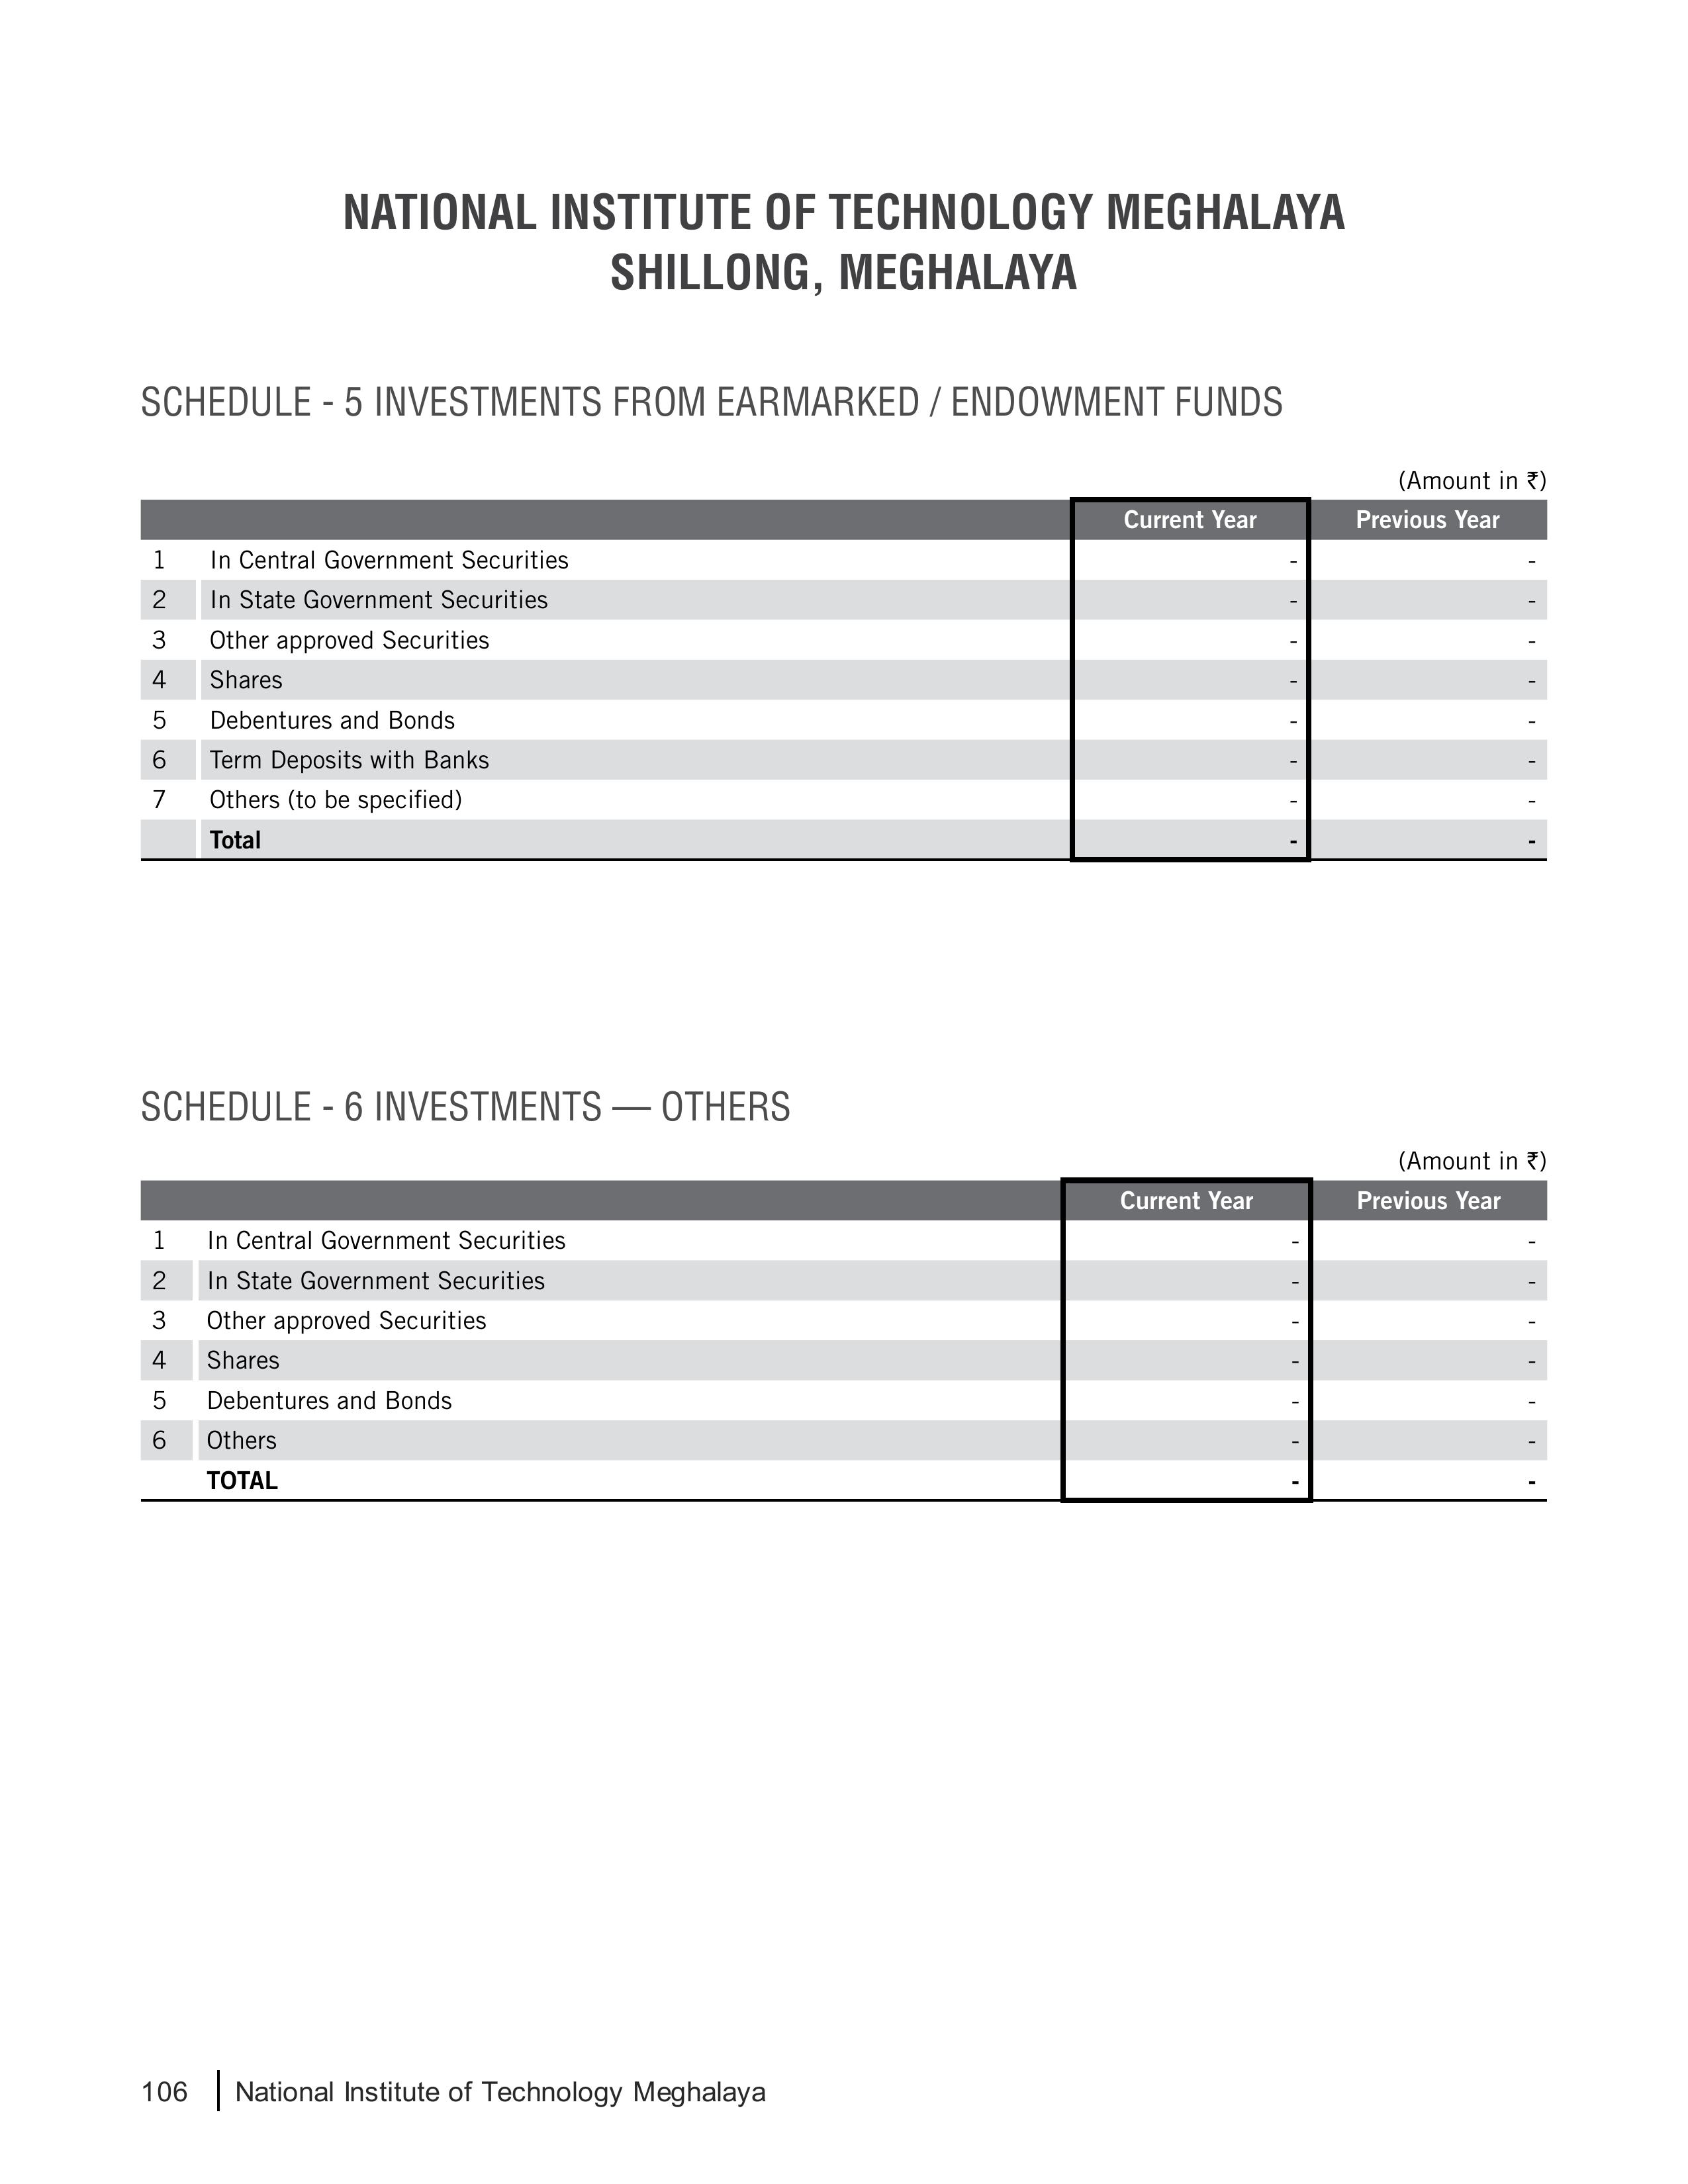 NATIONAL INSTITUTE OF TECHNOLOGY MEGHALAYA
SHILLONG, MEGHALAYA
SCHEDULE - 5 INVESTMENTS FROM EARMARKED / ENDOWMENT FUNDS
(Amount in ₹)
Current Year Previous Year
1 In Central Government Securities - -
2 In State Government Securities - -
3 Other approved Securities - -
4 Shares - -
5 Debentures and Bonds - -
6 Term Deposits with Banks - -
7 Others (to be specified) - -
Total - -
SCHEDULE - 6 INVESTMENTS — OTHERS
(Amount in ₹)
Current Year Previous Year
1 In Central Government Securities - -
2 In State Government Securities - -
3 Other approved Securities - -
4 Shares - -
5 Debentures and Bonds - -
6 Others - -
TOTAL - -
106 National Institute of Technology Meghalaya